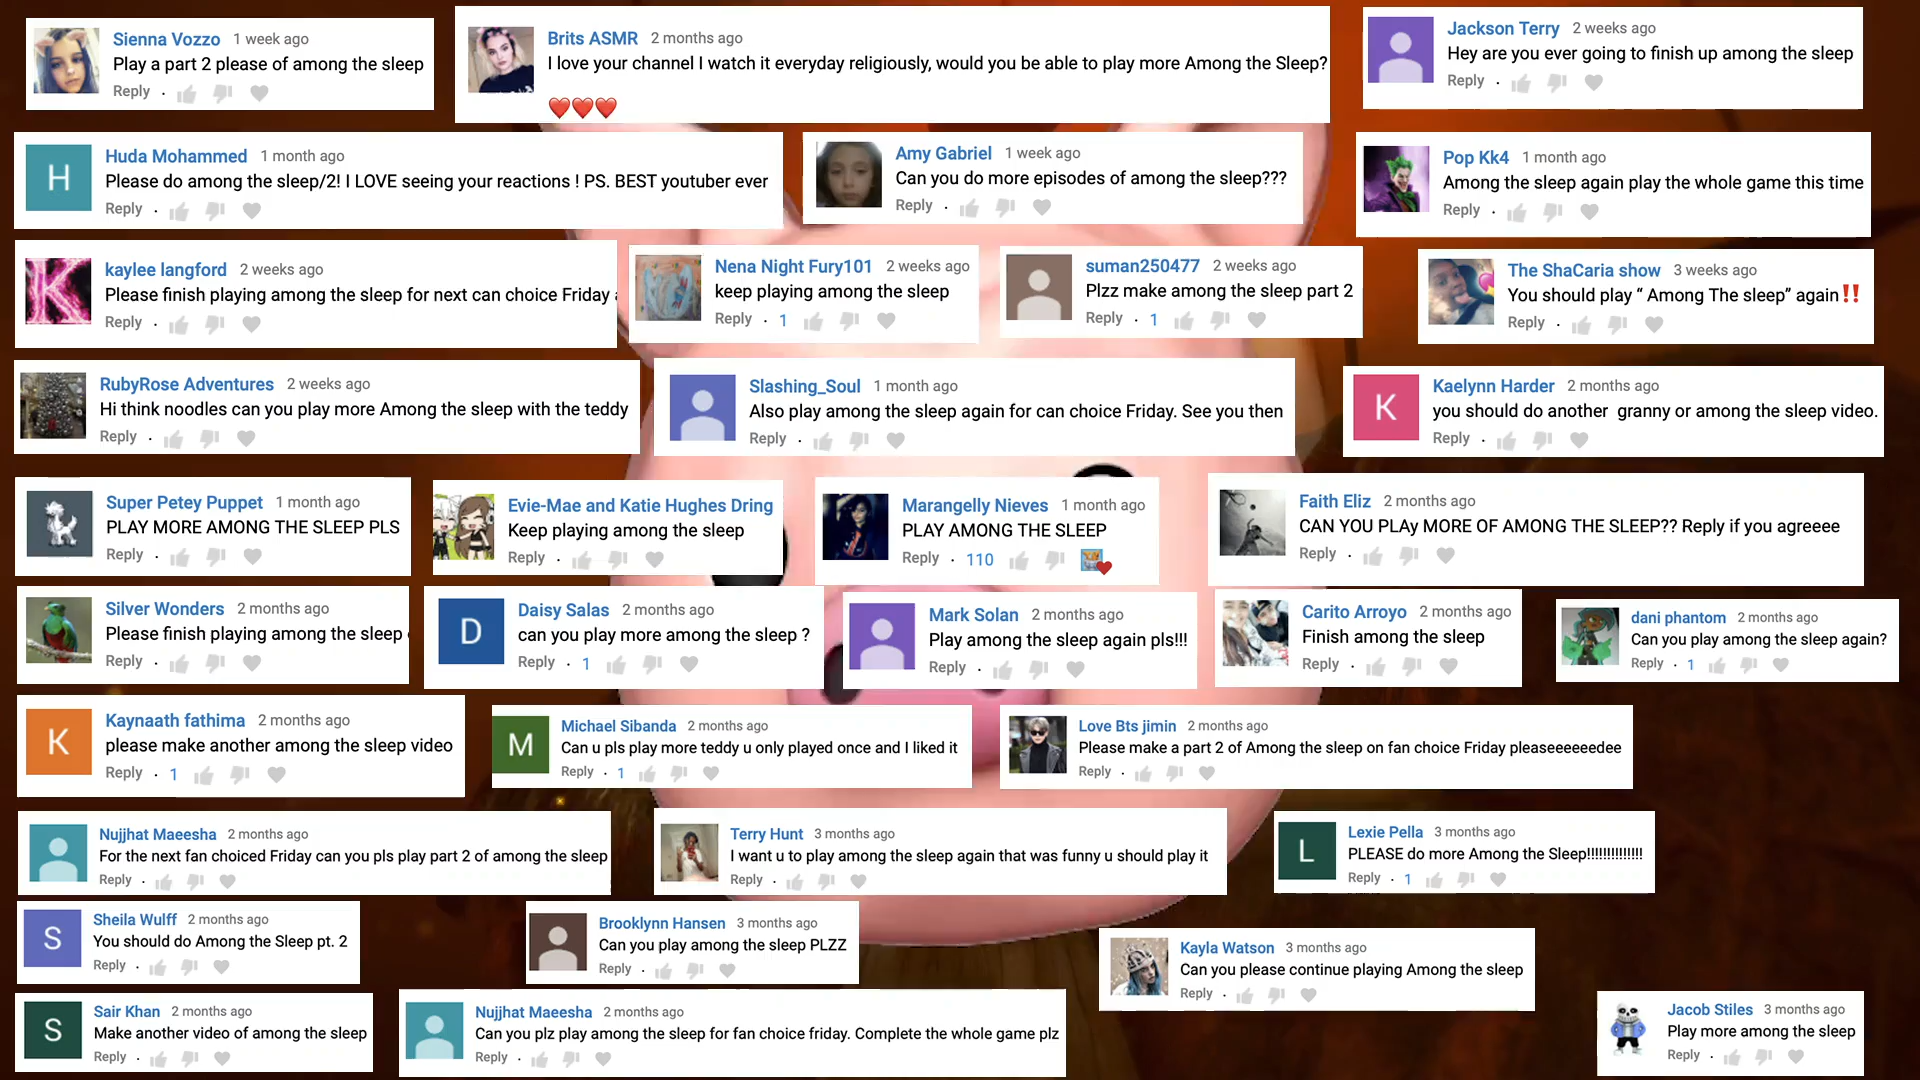 Sienna Vozzo 1 week ago
Play a part 2 please of among the sleep
Reply
Brits ASMR 2 months ago
I love your channel I watch it everyday religiously, would you be able to play more Among the Sleep?
❤️❤️❤️
Reply
Jackson Terry 2 weeks ago
Hey are you ever going to finish up among the sleep
Reply
H
Huda Mohammed 1 month ago
Please do among the sleep/2! I LOVE seeing your reactions ! PS. BEST youtuber ever
Reply
Amy Gabriel 1 week ago
Can you do more episodes of among the sleep???
Reply
Pop Kk4 1 month ago
Among the sleep again play the whole game this time
Reply
K
kaylee langford 2 weeks ago
Please finish playing among the sleep for next can choice Friday
Reply
Nena Night Fury101 2 weeks ago
keep playing among the sleep
Reply · 1
suman250477 2 weeks ago
Plzz make among the sleep part 2
Reply · 1
The ShaCaria show 3 weeks ago
You should play “ Among The sleep” again‼️
Reply
RubyRose Adventures 2 weeks ago
Hi think noodles can you play more Among the sleep with the teddy
Reply
Slashing_Soul 1 month ago
Also play among the sleep again for can choice Friday. See you then
Reply
K
Kaelynn Harder 2 months ago
you should do another granny or among the sleep video.
Reply
Super Petey Puppet 1 month ago
PLAY MORE AMONG THE SLEEP PLS
Reply
Evie-Mae and Katie Hughes Dring
Keep playing among the sleep
Reply
Marangelly Nieves 1 month ago
PLAY AMONG THE SLEEP
Reply · 110
Faith Eliz 2 months ago
CAN YOU PLAy MORE OF AMONG THE SLEEP?? Reply if you agreeee
Reply
Silver Wonders 2 months ago
Please finish playing among the sleep
Reply
D
Daisy Salas 2 months ago
can you play more among the sleep ?
Reply · 1
Mark Solan 2 months ago
Play among the sleep again pls!!!
Reply
Carito Arroyo 2 months ago
Finish among the sleep
Reply
dani phantom 2 months ago
Can you play among the sleep again?
Reply · 1
K
Kaynaath fathima 2 months ago
please make another among the sleep video
Reply · 1
M
Michael Sibanda 2 months ago
Can u pls play more teddy u only played once and I liked it
Reply · 1
Love Bts jimin 2 months ago
Please make a part 2 of Among the sleep on fan choice Friday pleaseeeeeedee
Reply
Nujjhat Maeesha 2 months ago
For the next fan choiced Friday can you pls play part 2 of among the sleep
Reply
Terry Hunt 3 months ago
I want u to play among the sleep again that was funny u should play it
Reply
L
Lexie Pella 3 months ago
PLEASE do more Among the Sleep!!!!!!!!!!!!!!
Reply · 1
S
Sheila Wulff 2 months ago
You should do Among the Sleep pt. 2
Reply
Brooklynn Hansen 3 months ago
Can you play among the sleep PLZZ
Reply
Kayla Watson 3 months ago
Can you please continue playing Among the sleep
Reply
S
Sair Khan 2 months ago
Make another video of among the sleep
Reply
Nujjhat Maeesha 2 months ago
Can you plz play among the sleep for fan choice friday. Complete the whole game plz
Reply
Jacob Stiles 3 months ago
Play more among the sleep
Reply